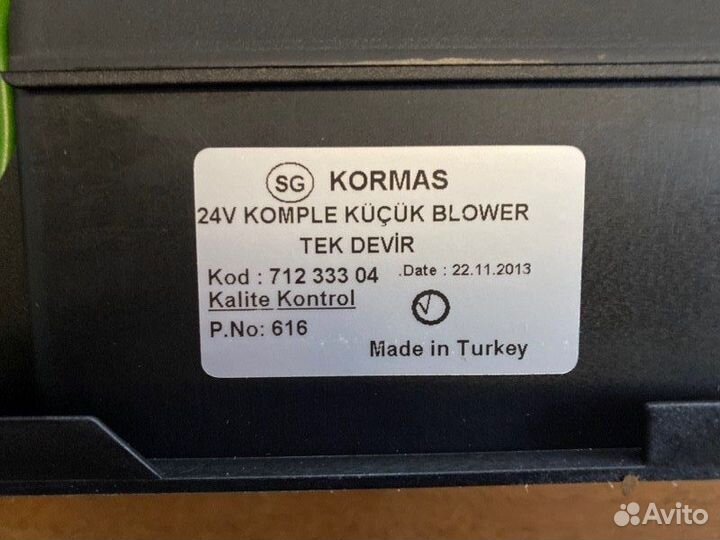 SG KORMAS
24V KOMPLE KÜÇÜK BLOWER
TEK DEVİR
Kod : 712 333 04 .Date : 22.11.2013
Kalite Kontrol
P.No: 616
Made in Turkey
Avito